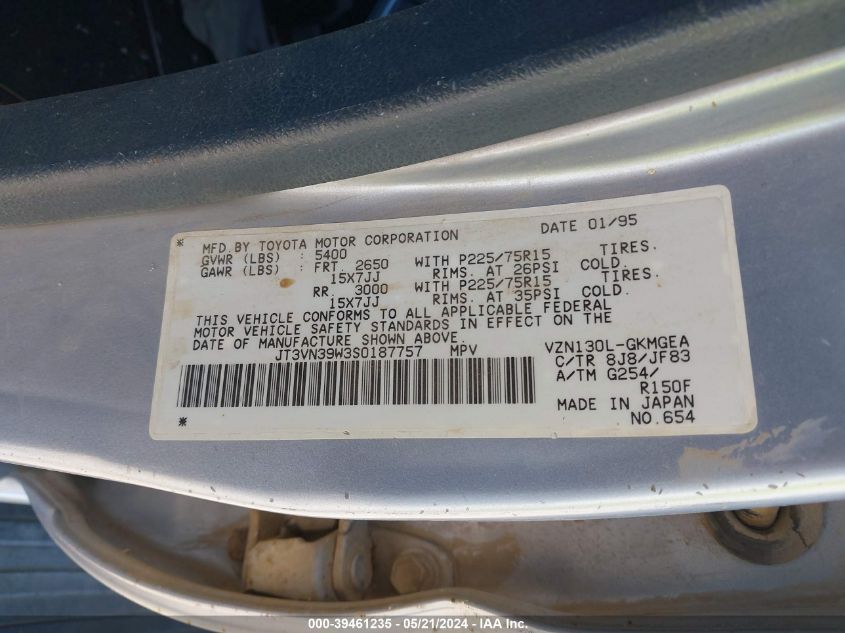 * MFD.BY TOYOTA MOTOR CORPORATION DATE 01/95
GVWR (LBS) : 5400
GAWR (LBS) : FRT. 2650 WITH P225/75R15 TIRES.
15X7JJ RIMS. AT 26PSI COLD.
RR. 3000 WITH P225/75R15 TIRES.
15X7JJ RIMS. AT 35PSI COLD.
THIS VEHICLE CONFORMS TO ALL APPLICABLE FEDERAL
MOTOR VEHICLE SAFETY STANDARDS IN EFFECT ON THE
DATE OF MANUFACTURE SHOWN ABOVE.
JT3VN39W3S0187757 MPV
VZN130L-GKMGEA
C/TR 8J8/JF83
A/TM G254/
R150F
MADE IN JAPAN
* NO.654
000-39461235 - 05/21/2024 - IAA Inc.